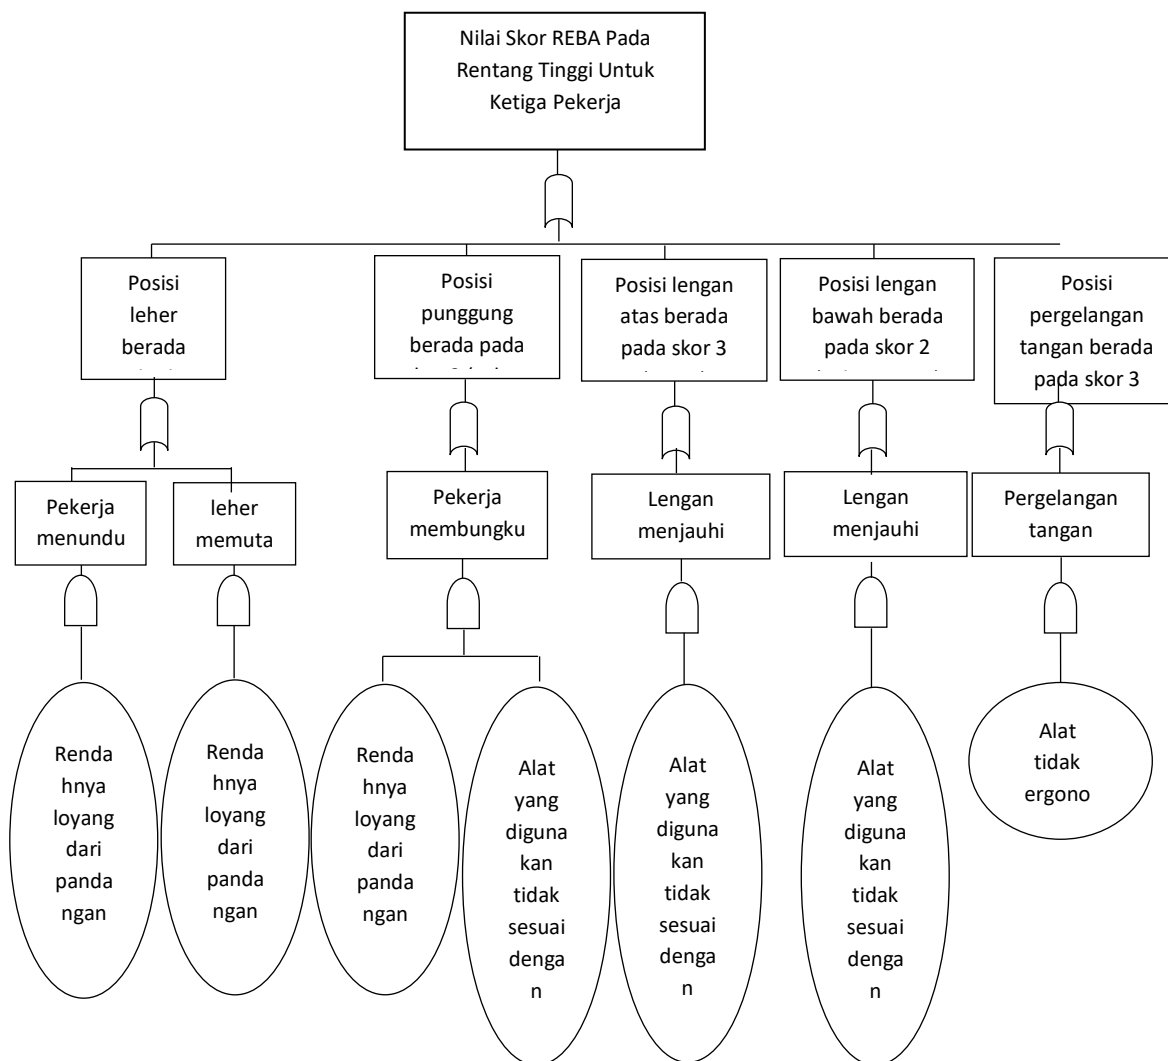 Nilai Skor REBA Pada
Rentang Tinggi Untuk
Ketiga Pekerja
Posisi
leher
berada
Posisi
punggung
berada pada
Posisi lengan
atas berada
pada skor 3
Posisi lengan
bawah berada
pada skor 2
Posisi
pergelangan
tangan berada
pada skor 3
Pekerja
menundu
leher
memuta
Pekerja
membungku
Lengan
menjauhi
Lengan
menjauhi
Pergelangan
tangan
Renda
hnya
loyang
dari
panda
ngan
Renda
hnya
loyang
dari
panda
ngan
Renda
hnya
loyang
dari
panda
ngan
Alat
yang
diguna
kan
tidak
sesuai
denga
n
Alat
yang
diguna
kan
tidak
sesuai
denga
n
Alat
yang
diguna
kan
tidak
sesuai
denga
n
Alat
tidak
ergono